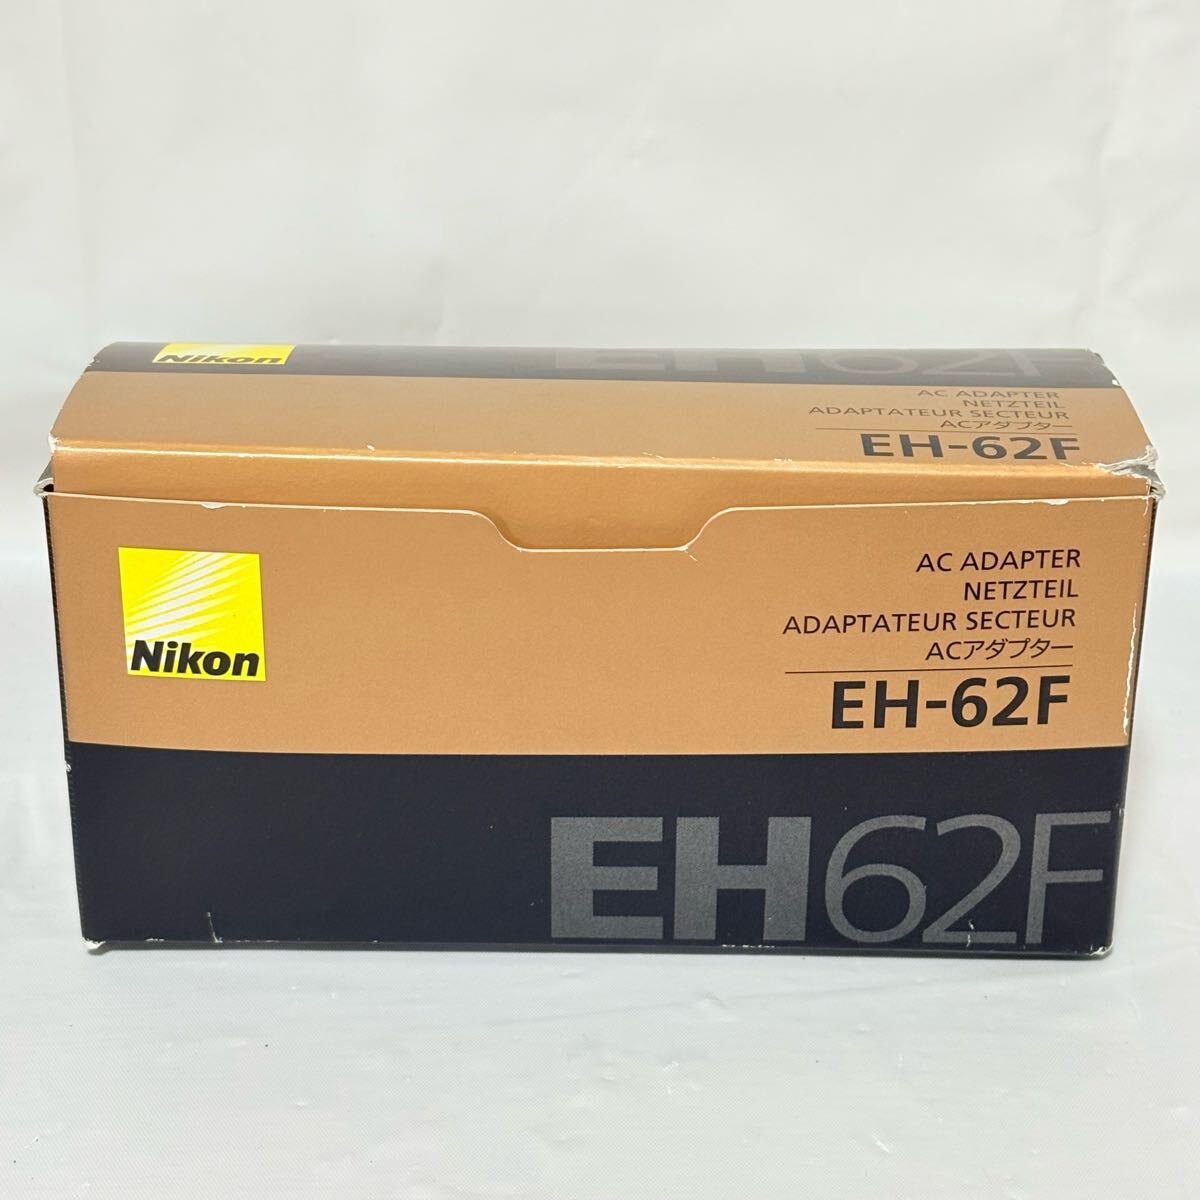 Nikon
EH62F
AC ADAPTER
NETZTEIL
ADAPTATEUR SECTEUR
ACアダプター
EH-62F
Nikon
AC ADAPTER
NETZTEIL
ADAPTATEUR SECTEUR
ACアダプター
EH-62F
EH62F